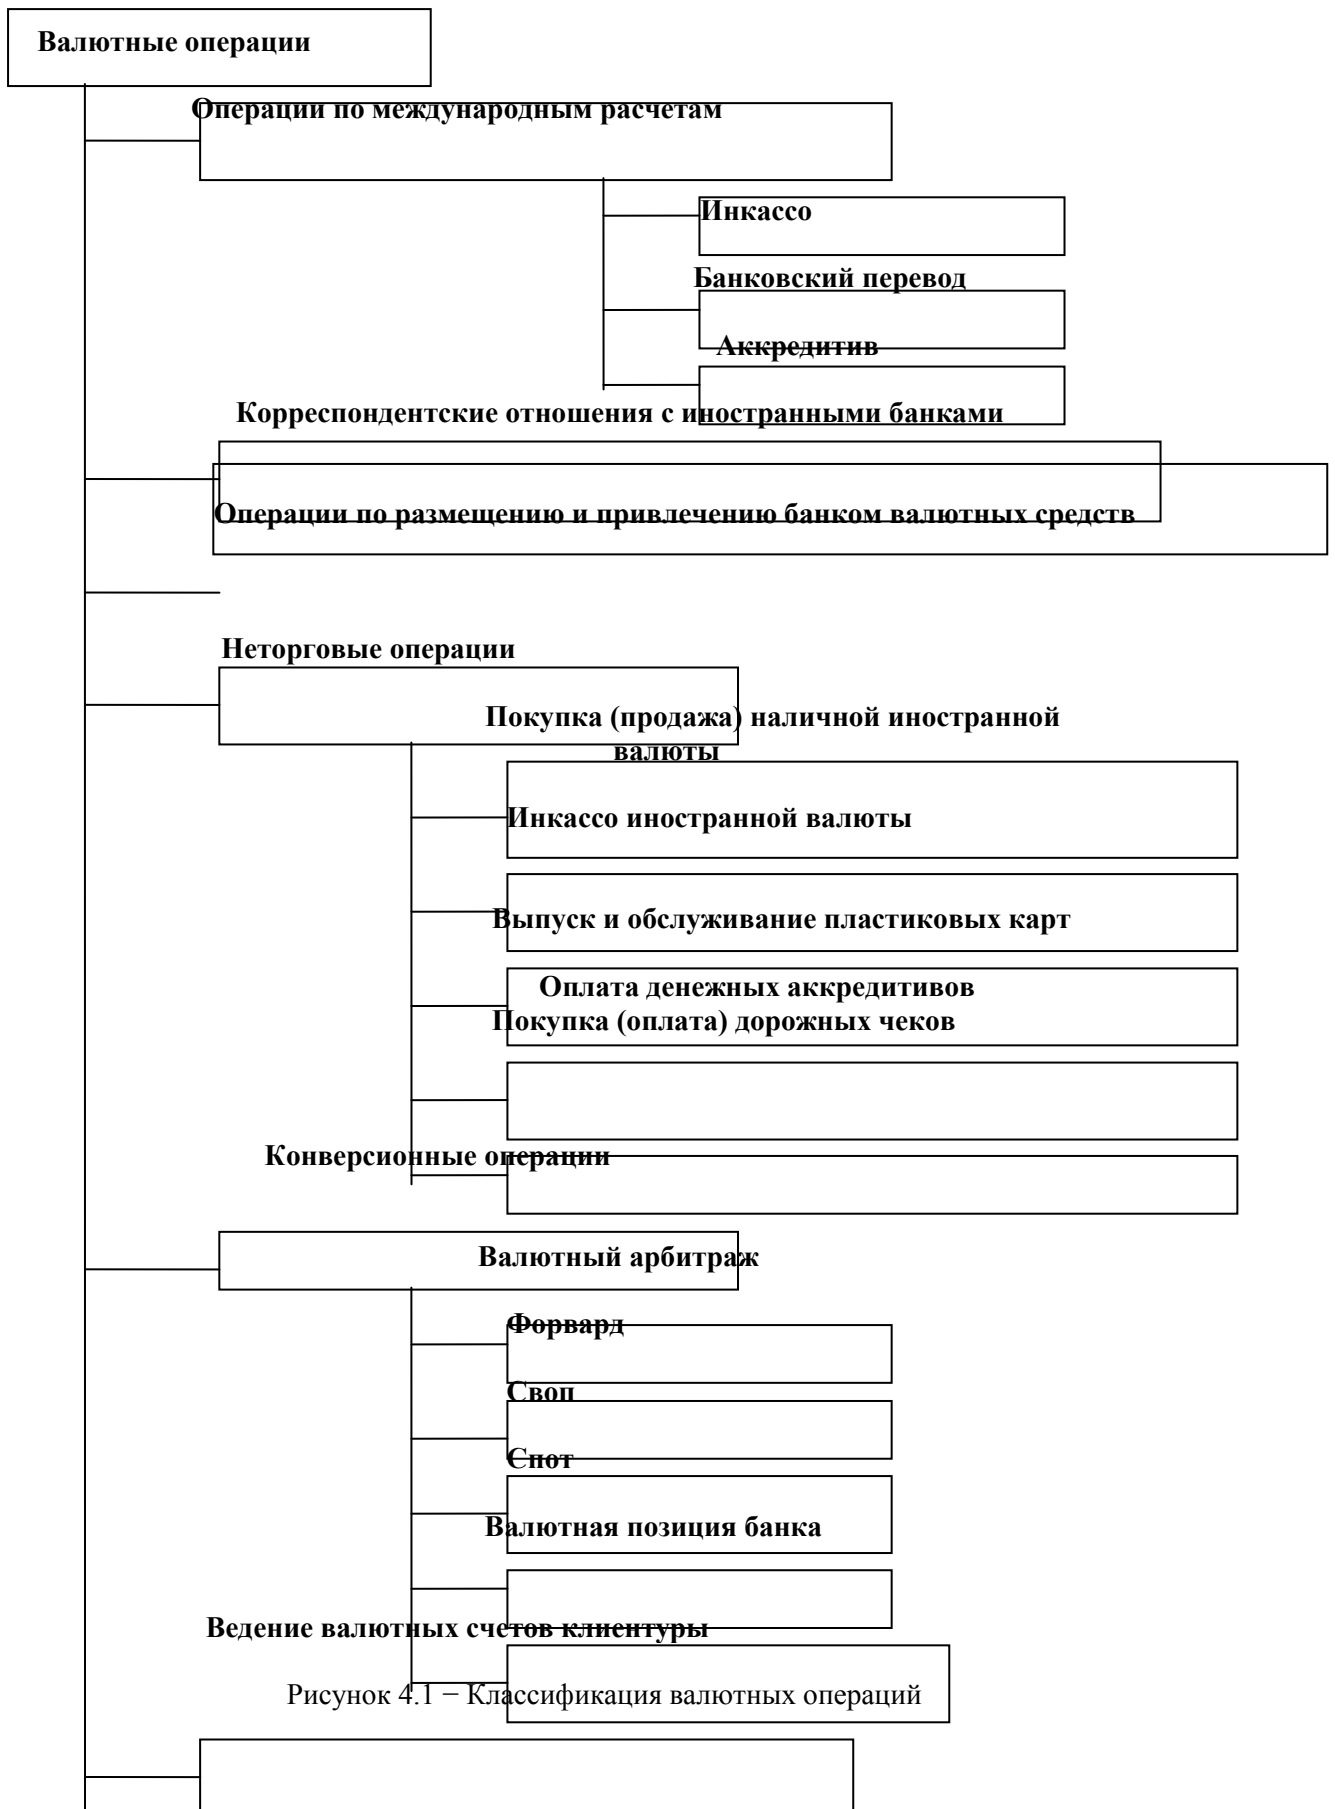 Валютные операции
Операции по международным расчетам
Инкассо
Банковский перевод
Аккредитив
Корреспондентские отношения с иностранными банками
Операции по размещению и привлечению банком валютных средств
Неторговые операции
Покупка (продажа) наличной иностранной
валюты
Инкассо иностранной валюты
Выпуск и обслуживание пластиковых карт
Оплата денежных аккредитивов
Покупка (оплата) дорожных чеков
Конверсионные операции
Валютный арбитраж
Форвард
Своп
Спот
Валютная позиция банка
Ведение валютных счетов клиентуры
Рисунок 4.1 − Классификация валютных операций